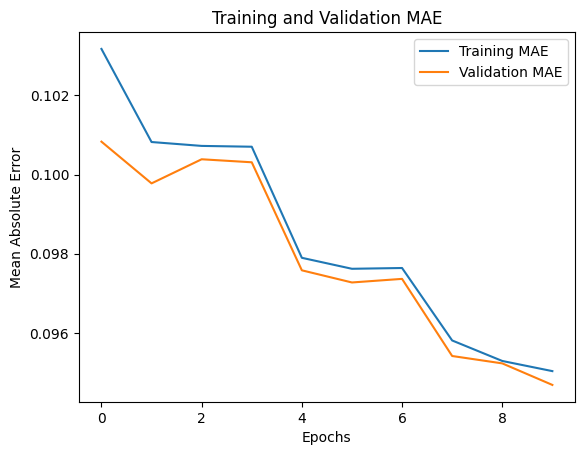 Training and Validation MAE
Training MAE
Validation MAE
0.102
0.100
0.098
0.096
Mean Absolute Error
0 2 4 6 8
Epochs